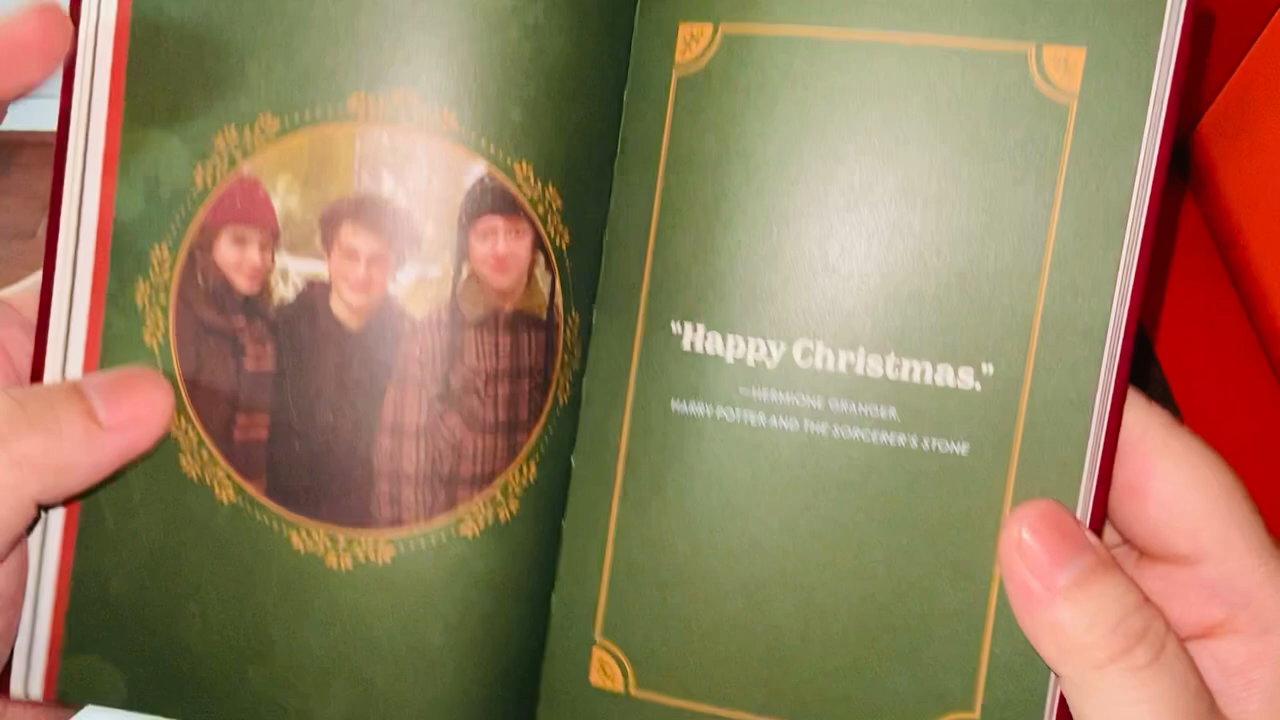 “Happy Christmas.”
—HERMIONE GRANGER,
HARRY POTTER AND THE SORCERER'S STONE